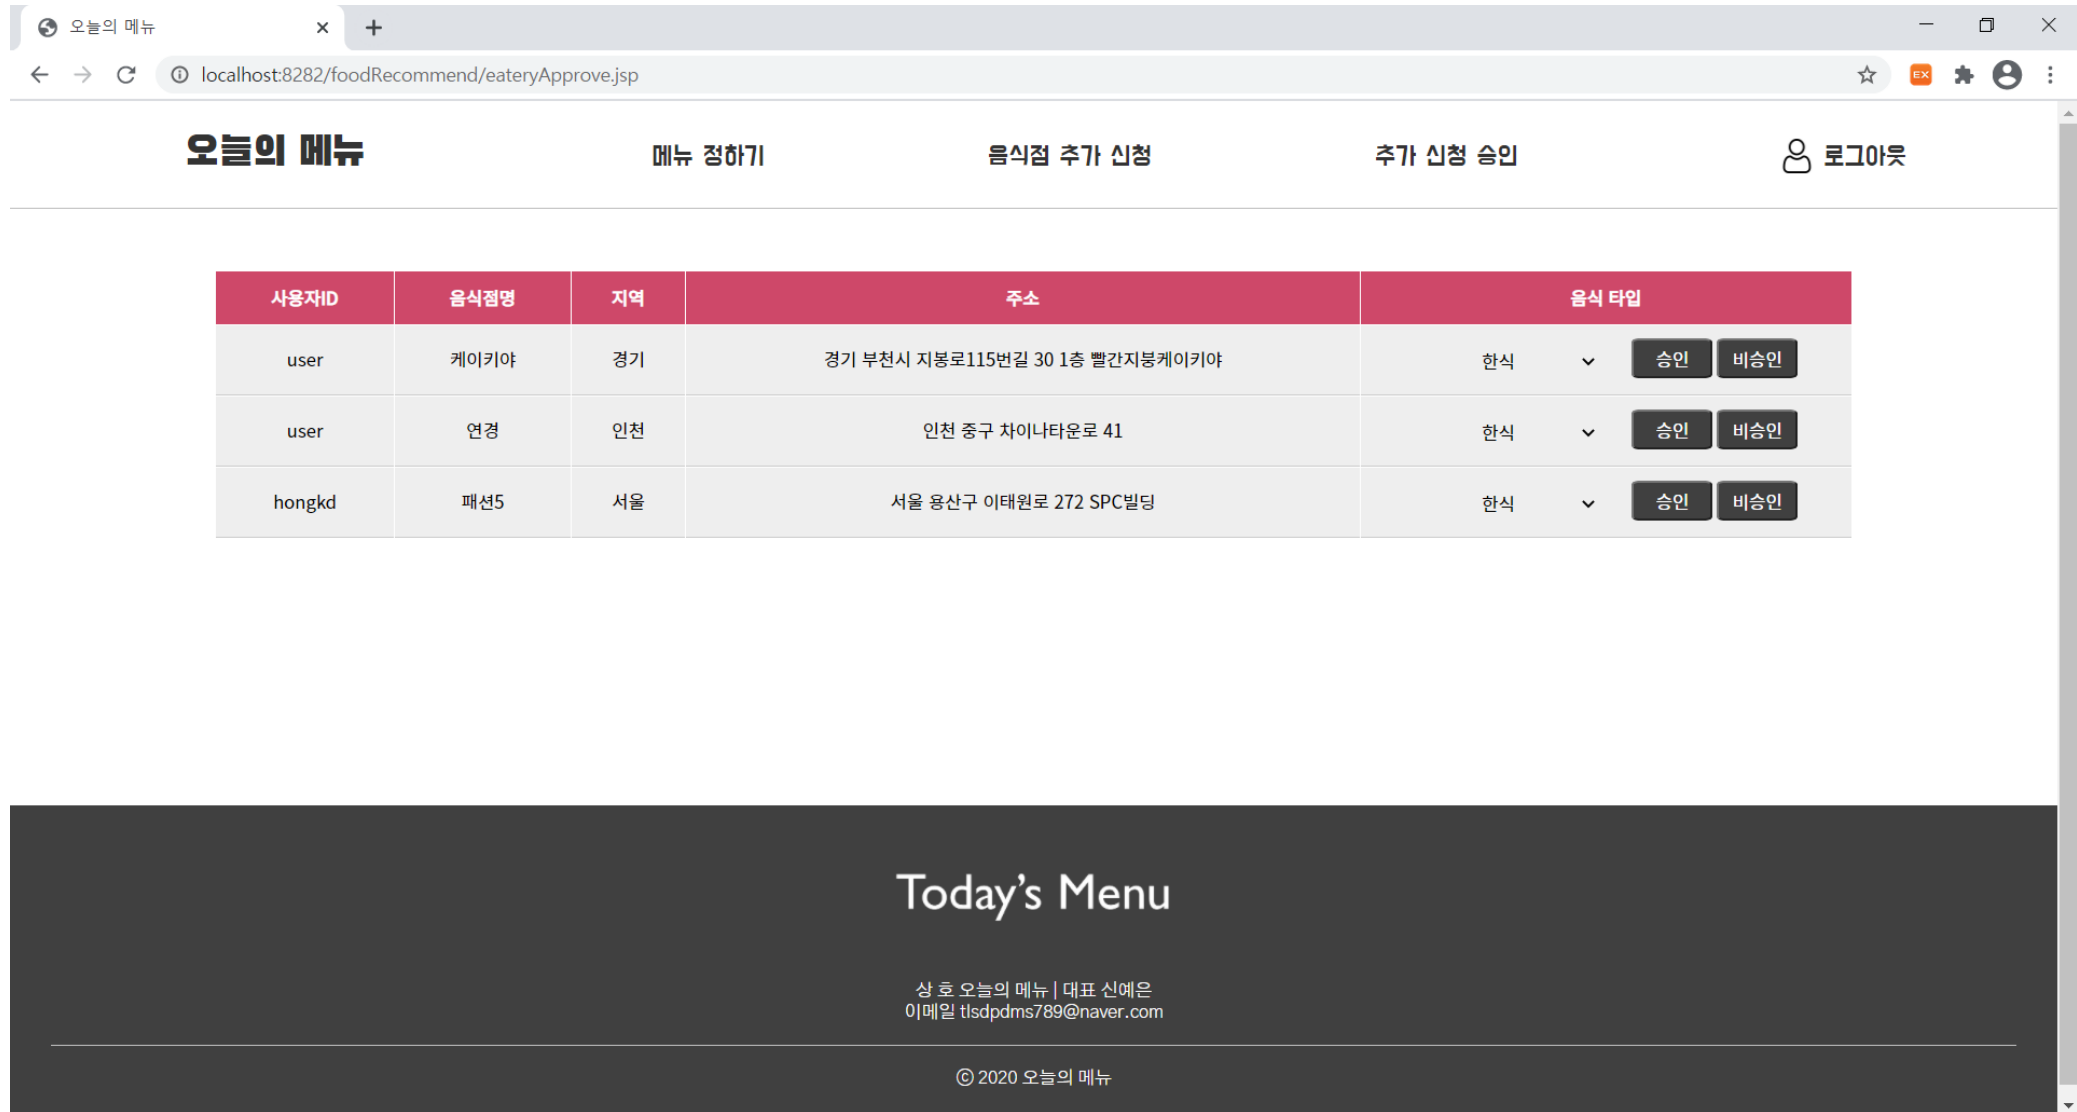 오늘의 메뉴
localhost:8282/foodRecommend/eateryApprove.jsp
EX
오늘의 메뉴 메뉴 정하기 음식점 추가 신청 추가 신청 승인 로그아웃
사용자ID 음식점명 지역 주소 음식 타입
user 케이키야 경기 경기 부천시 지봉로115번길 30 1층 빨간지붕케이키야 한식 승인 비승인
user 연경 인천 인천 중구 차이나타운로 41 한식 승인 비승인
hongkd 패션5 서울 서울 용산구 이태원로 272 SPC빌딩 한식 승인 비승인
Today's Menu
상 호 오늘의 메뉴 | 대표 신예은
이메일 tlsdpdms789@naver.com
ⓒ 2020 오늘의 메뉴